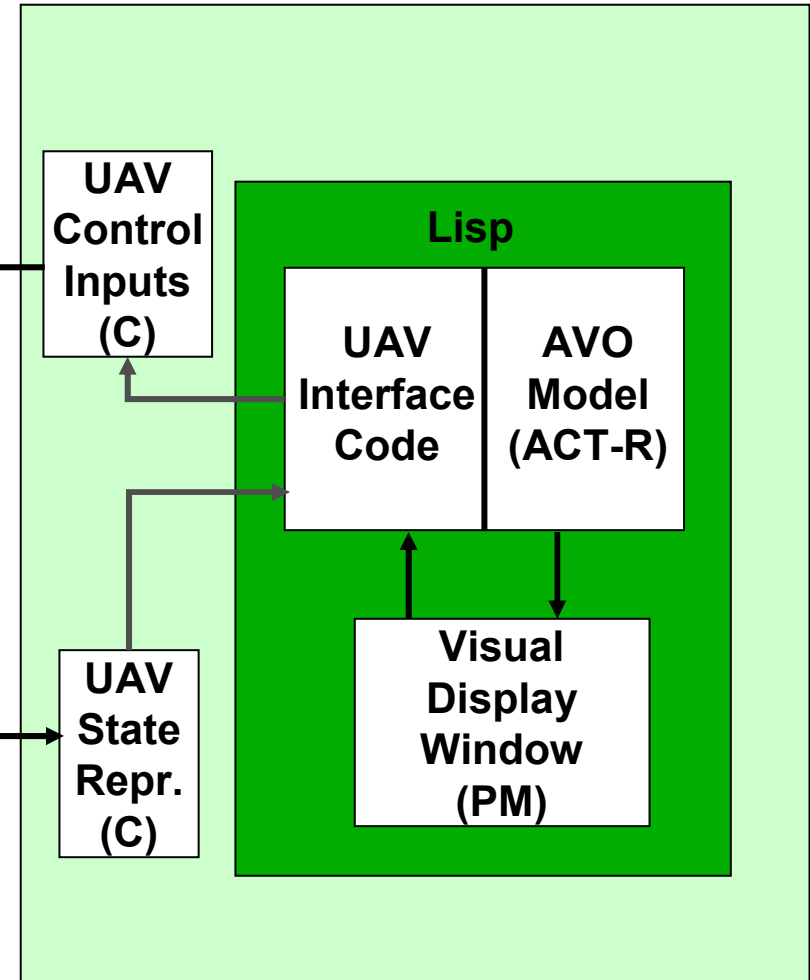 UAV
Control
Inputs
(C)
Lisp
UAV
Interface
Code
AVO
Model
(ACT-R)
UAV
State
Repr.
(C)
Visual
Display
Window
(PM)